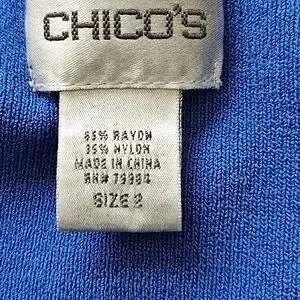 CHICO'S
65% RAYON
35% NYLON
MADE IN CHINA
RN# 79984
SIZE 2